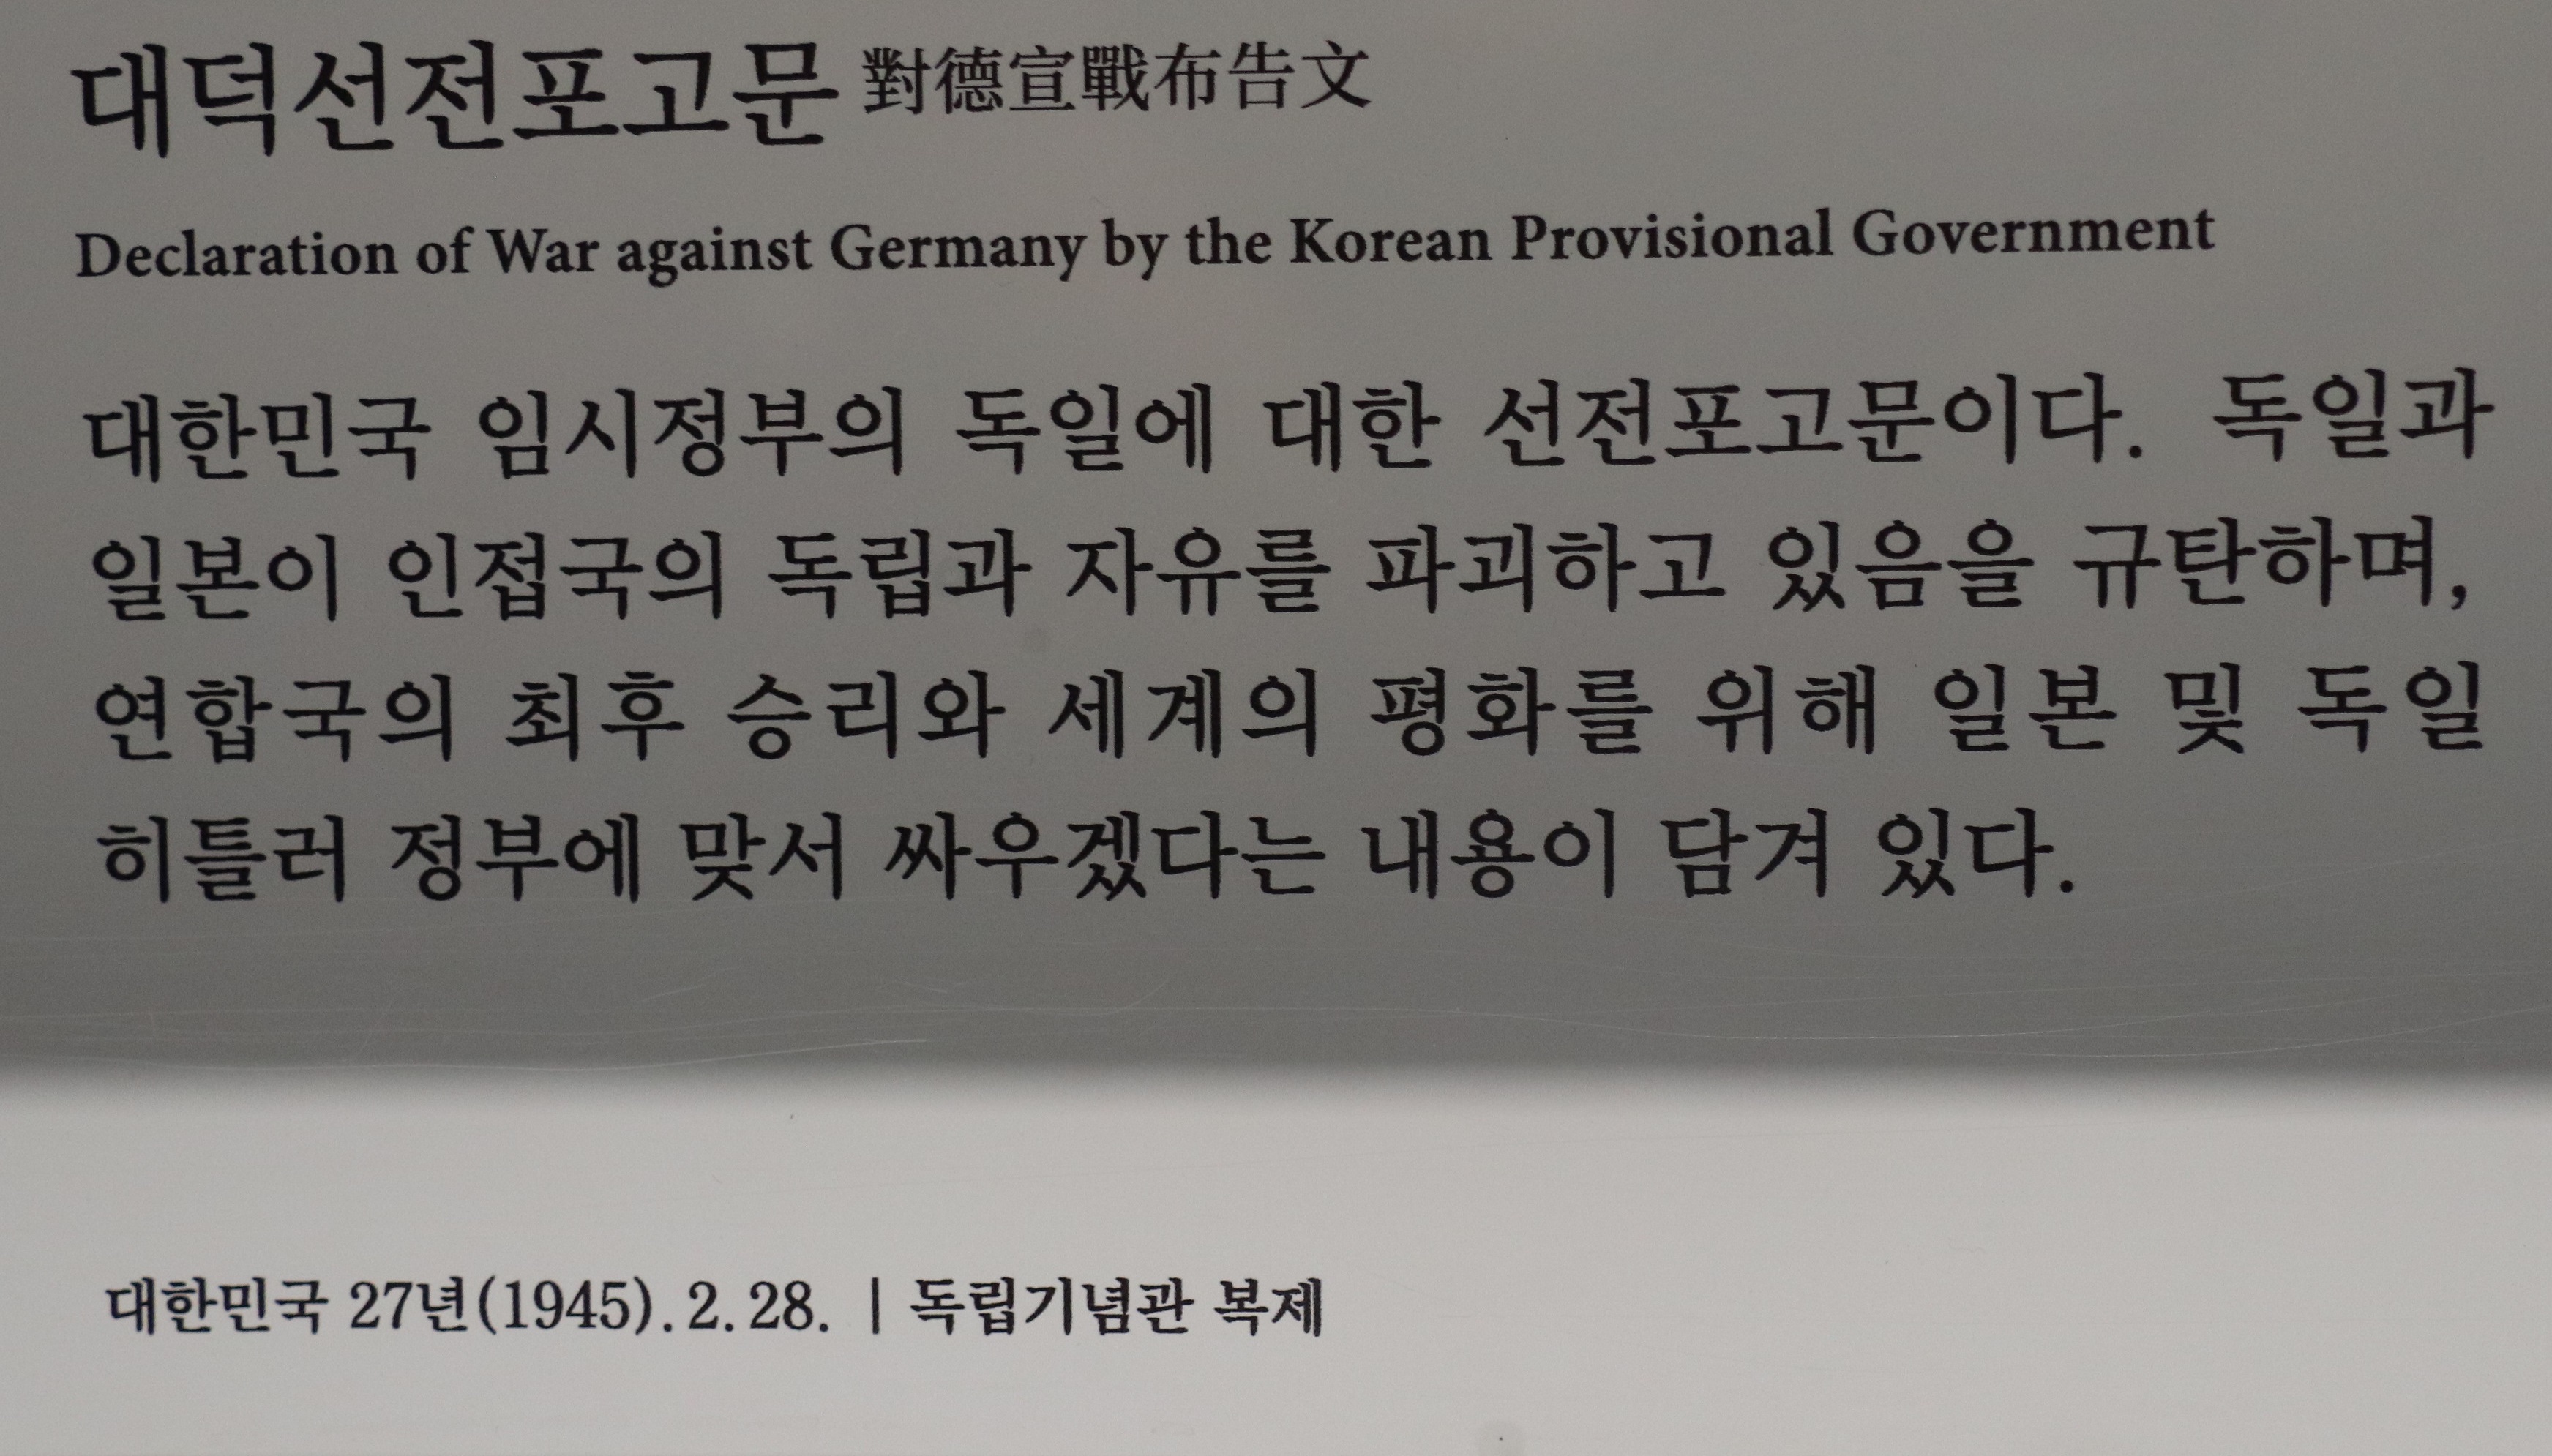 대덕선전포고문 對德宣戰布告文
Declaration of War against Germany by the Korean Provisional Government
대한민국 임시정부의 독일에 대한 선전포고문이다. 독일과
일본이 인접국의 독립과 자유를 파괴하고 있음을 규탄하며,
연합국의 최후 승리와 세계의 평화를 위해 일본 및 독일
히틀러 정부에 맞서 싸우겠다는 내용이 담겨 있다.
대한민국 27년(1945). 2. 28. | 독립기념관 복제